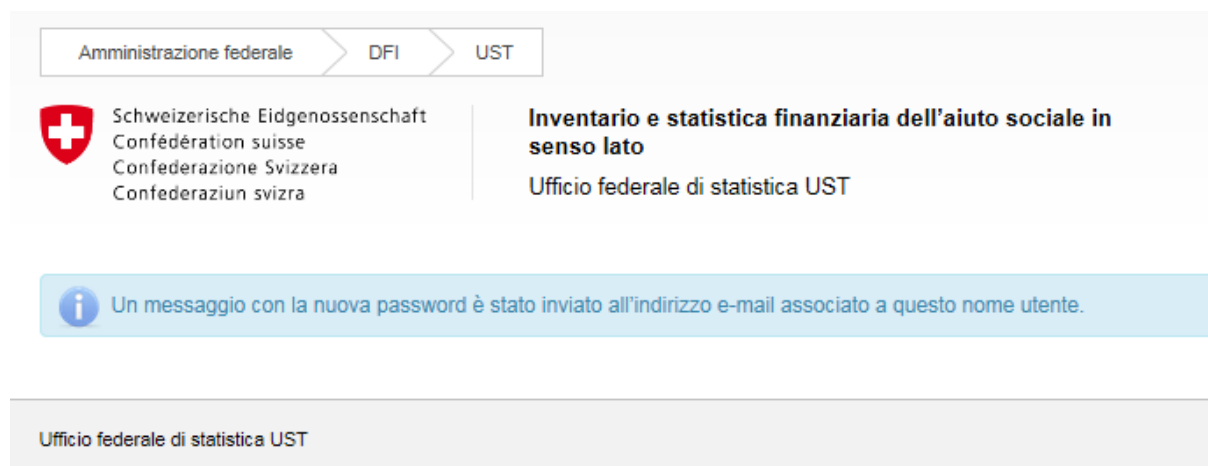 Amministrazione federale DFI UST
Schweizerische Eidgenossenschaft
Confédération suisse
Confederazione Svizzera
Confederaziun svizra
Inventario e statistica finanziaria dell'aiuto sociale in
senso lato
Ufficio federale di statistica UST
Un messaggio con la nuova password è stato inviato all'indirizzo e-mail associato a questo nome utente.
Ufficio federale di statistica UST